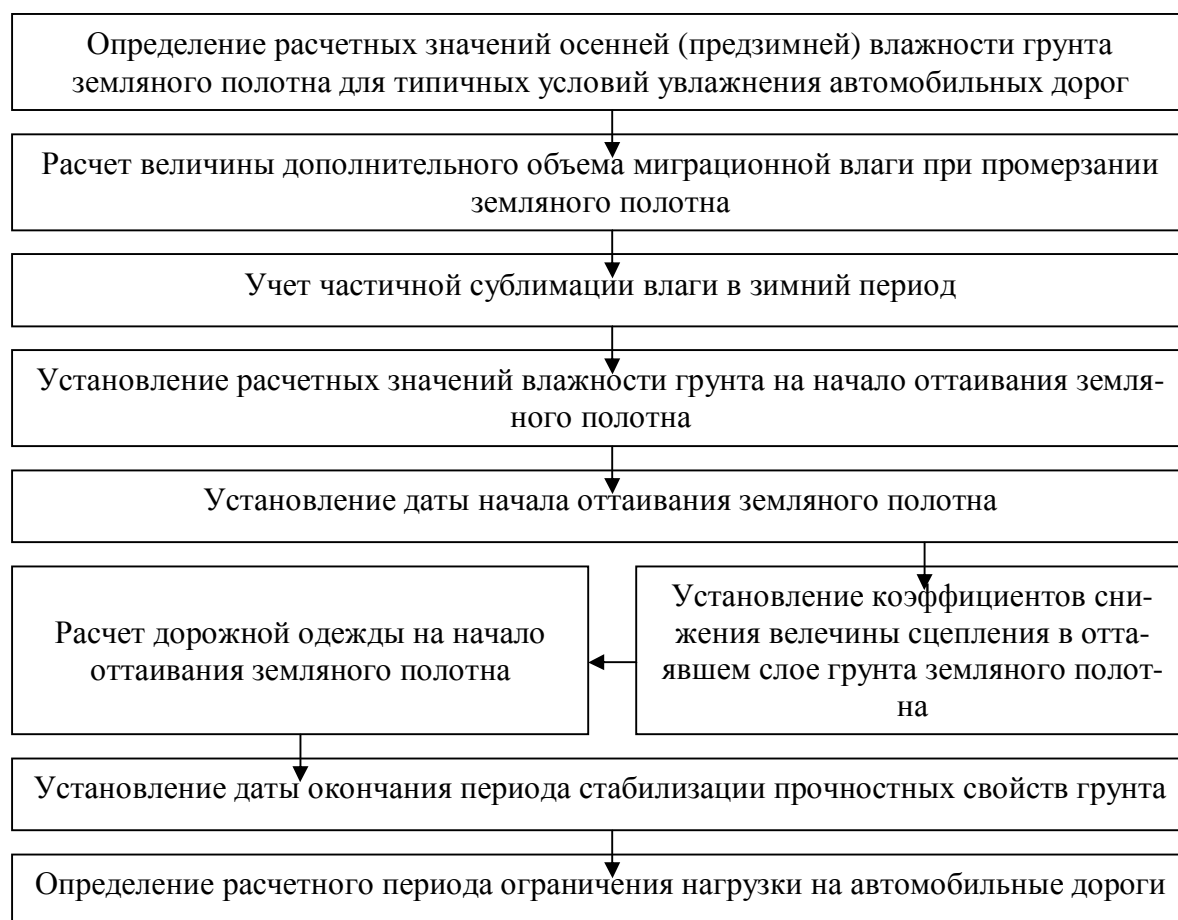 Определение расчетных значений осенней (предзимней) влажности грунта
земляного полотна для типичных условий увлажнения автомобильных дорог
Расчет величины дополнительного объема миграционной влаги при промерзании
земляного полотна
Учет частичной сублимации влаги в зимний период
Установление расчетных значений влажности грунта на начало оттаивания земля-
ного полотна
Установление даты начала оттаивания земляного полотна
Установление коэффициентов сни-
жения велечины сцепления в отта-
явшем слое грунта земляного полот-
на
Расчет дорожной одежды на начало
оттаивания земляного полотна
Установление даты окончания периода стабилизации прочностных свойств грунта
Определение расчетного периода ограничения нагрузки на автомобильные дороги